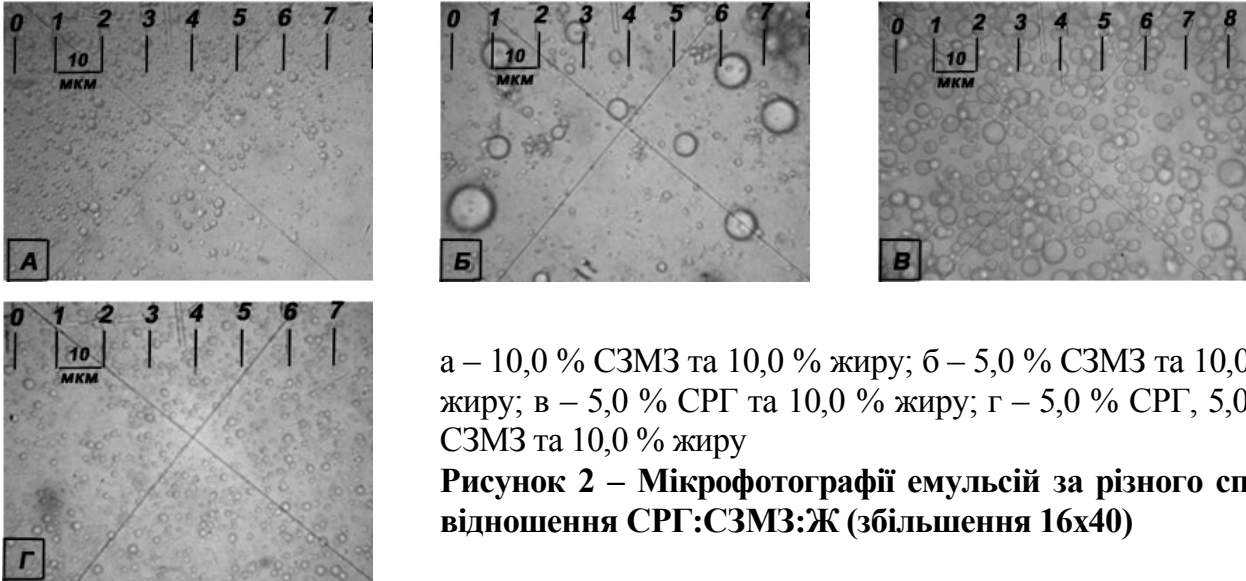 0 1 2 3 4 5 6 7 8
10
мкм
А
0 1 2 3 4 5 6 7
10
мкм
Б
0 1 2 3 4 5 6 7 8
10
мкм
В
0 1 2 3 4 5 6 7
10
мкм
Г
а – 10,0 % СЗМЗ та 10,0 % жиру; б – 5,0 % СЗМЗ та 10,0
жиру; в – 5,0 % СРГ та 10,0 % жиру; г – 5,0 % СРГ, 5,0
СЗМЗ та 10,0 % жиру
Рисунок 2 – Мікрофотографії емульсій за різного сп
відношення СРГ:СЗМЗ:Ж (збільшення 16х40)